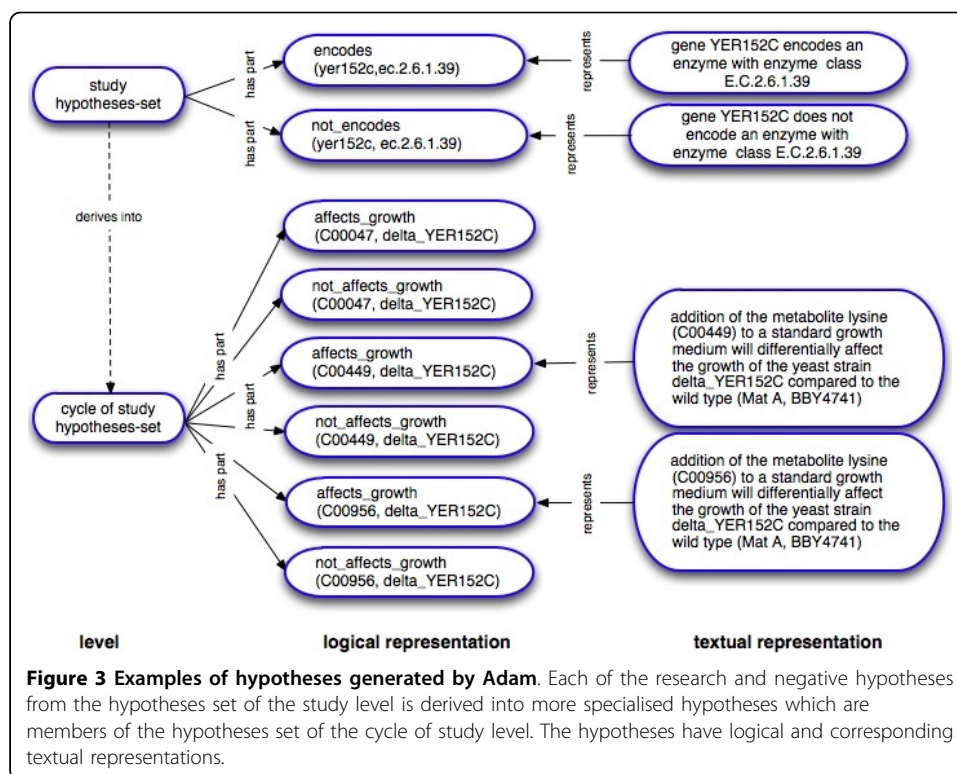 study
hypotheses-set
has part
has part
encodes
(yer152c,ec.2.6.1.39)
not_encodes
(yer152c, ec.2.6.1.39)
represents
represents
gene YER152C encodes an
enzyme with enzyme class
E.C.2.6.1.39
gene YER152C does not
encode an enzyme with
enzyme class E.C.2.6.1.39
derives into
cycle of study
hypotheses-set
has part
has part
has part
has part
affects_growth
(C00047, delta_YER152C)
not_affects_growth
(C00047, delta_YER152C)
affects_growth
(C00449, delta_YER152C)
not_affects_growth
(C00449, delta_YER152C)
affects_growth
(C00956, delta_YER152C)
not_affects_growth
(C00956, delta_YER152C)
represents
represents
addition of the metabolite lysine
(C00449) to a standard growth
medium will differentially affect
the growth of the yeast strain
delta_YER152C compared to the
wild type (Mat A, BBY4741)
addition of the metabolite lysine
(C00956) to a standard growth
medium will differentially affect
the growth of the yeast strain
delta_YER152C compared to the
wild type (Mat A, BBY4741)
level
logical representation
textual representation
Figure 3 Examples of hypotheses generated by Adam. Each of the research and negative hypotheses
from the hypotheses set of the study level is derived into more specialised hypotheses which are
members of the hypotheses set of the cycle of study level. The hypotheses have logical and corresponding
textual representations.